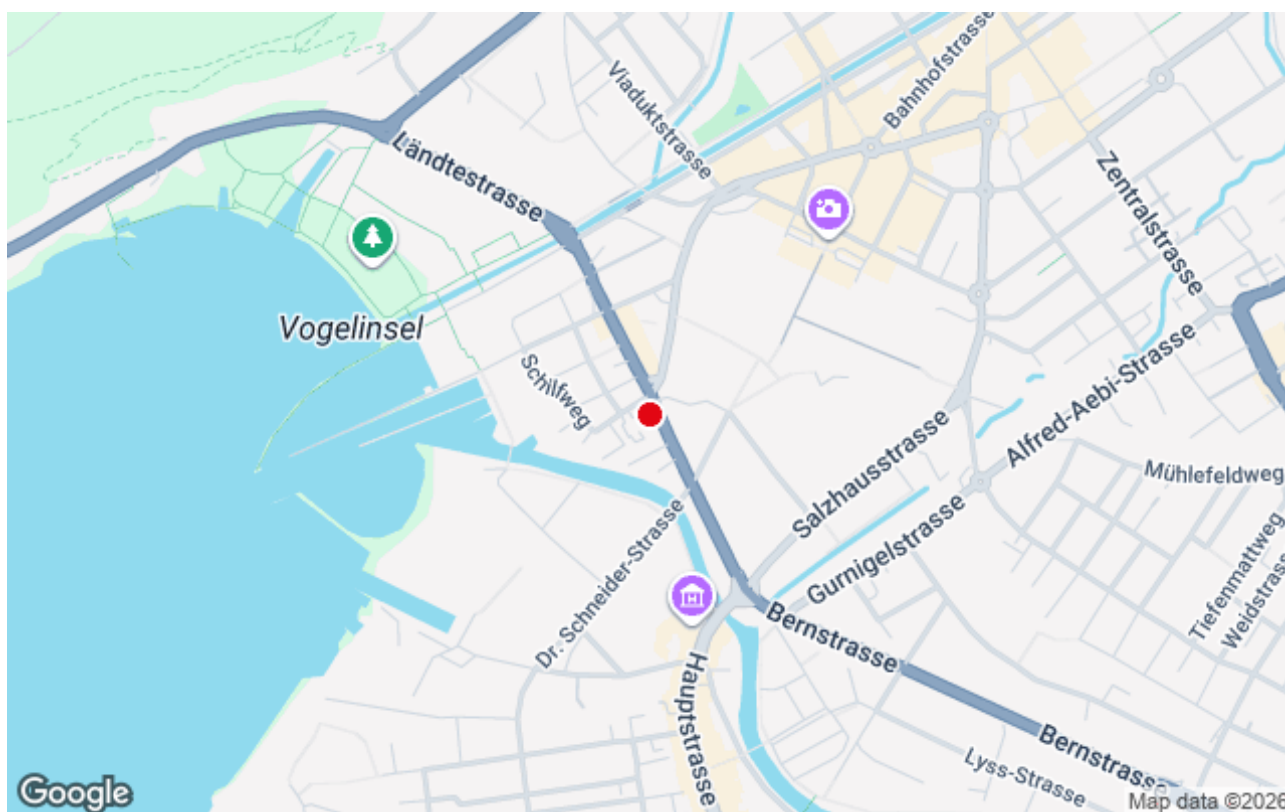 Bahnhofstrasse
Viaduktstrasse
Ländtestrasse
Zentralstrasse
Vogelinsel
Schilfweg
Alfred-Aebi-Strasse
Salzhausstrasse
Mühlefeldweg
Gurnigelstrasse
Dr. Schneider-Strasse
Tiefenmattweg
Weidstrasse
H
Bernstrasse
Hauptstrasse
Bernstrasse
Lyss-Strasse
Google
Map data ©2026